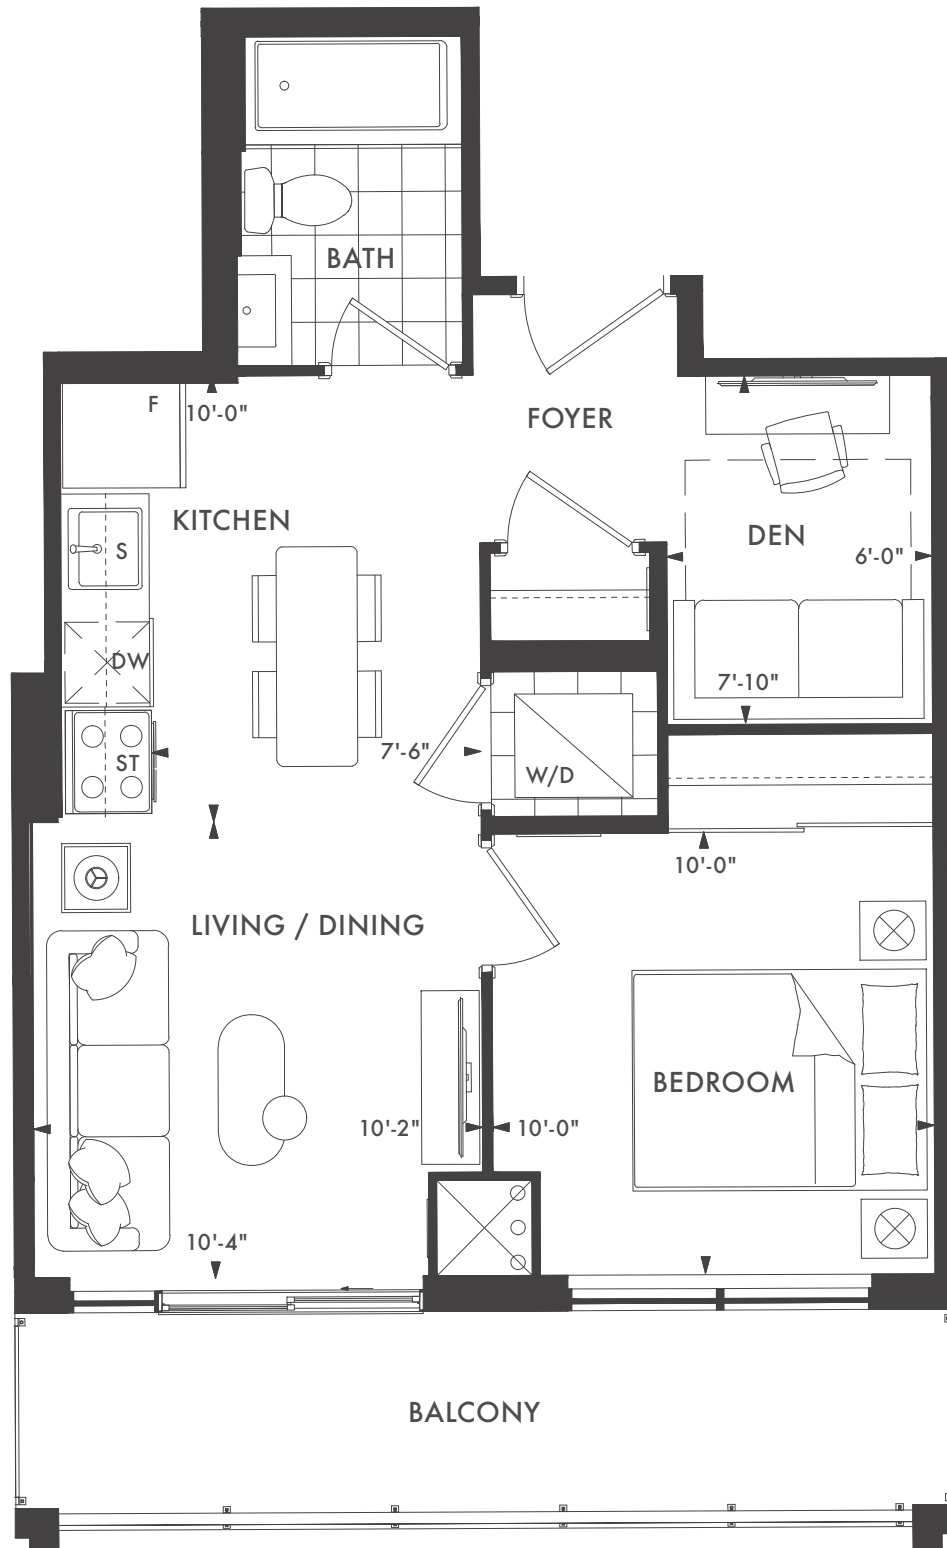 BATH
F
10'-0"
FOYER
KITCHEN
S
DEN
6'-0"
DW
7'-10"
ST
7'-6"
W/D
10'-0"
LIVING / DINING
BEDROOM
10'-2"
10'-0"
10'-4"
BALCONY